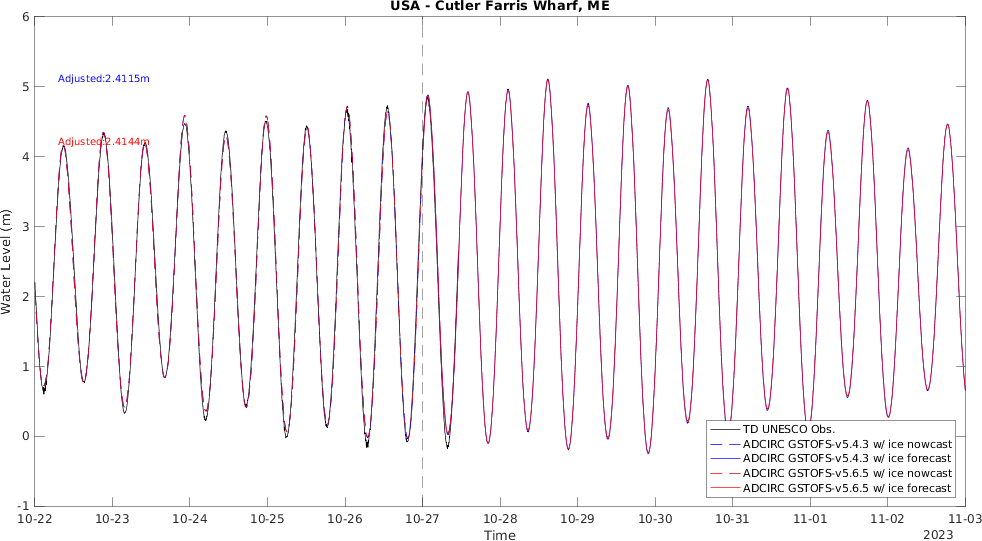 USA - Cutler Farris Wharf, ME
6
5
4
3
2
1
0
-1
Water Level (m)
Adjusted:2.4115m
Adjusted:2.4144m
TD UNESCO Obs.
ADCIRC GSTOFS-v5.4.3 w/ ice nowcast
ADCIRC GSTOFS-v5.4.3 w/ ice forecast
ADCIRC GSTOFS-v5.6.5 w/ ice nowcast
ADCIRC GSTOFS-v5.6.5 w/ ice forecast
10-22 10-23 10-24 10-25 10-26 10-27 10-28 10-29 10-30 10-31 11-01 11-02 11-03
Time
2023